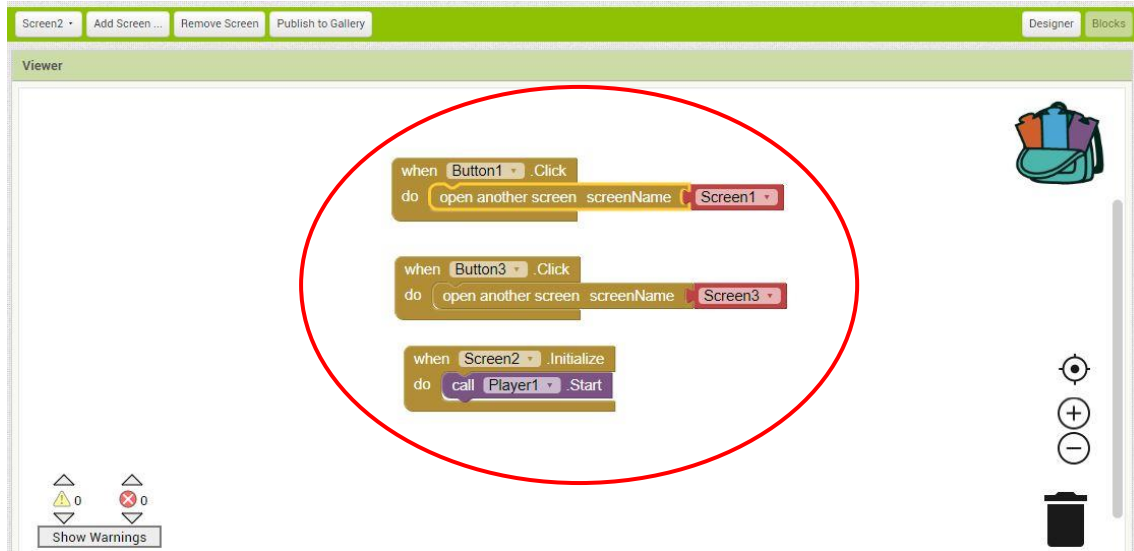 Screen2 Add Screen ... Remove Screen Publish to Gallery Designer Blocks
Viewer
when Button1 .Click
do open another screen screenName Screen1
when Button3 .Click
do open another screen screenName Screen3
when Screen2 .Initialize
do call Player1 .Start
0 0
Show Warnings